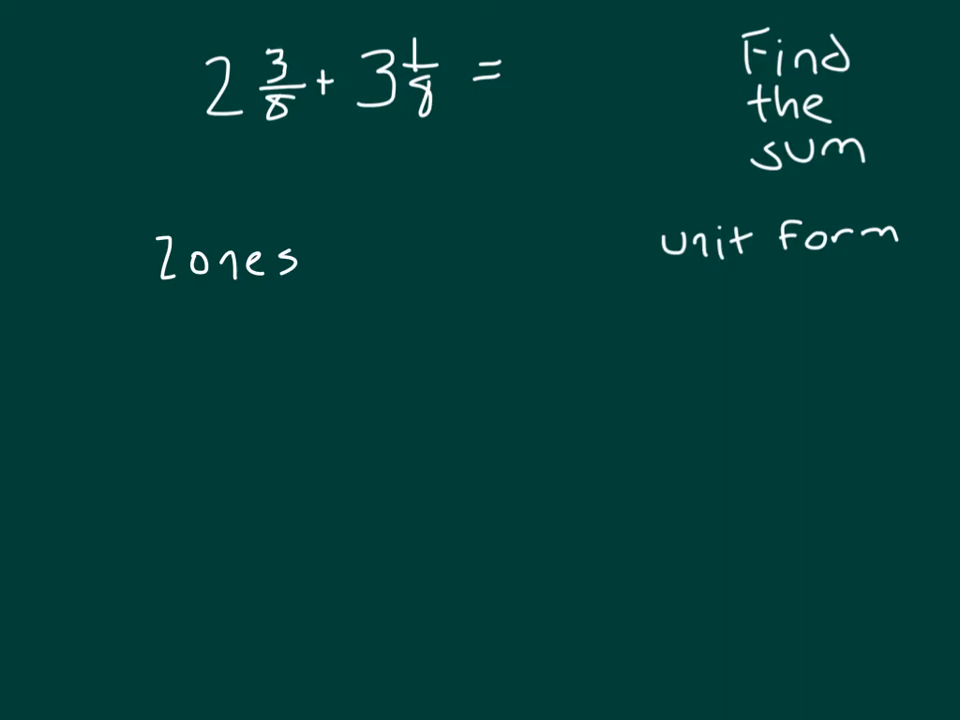 2 3/8 + 3 1/8 =
Find
the
sum
unit form
2 ones